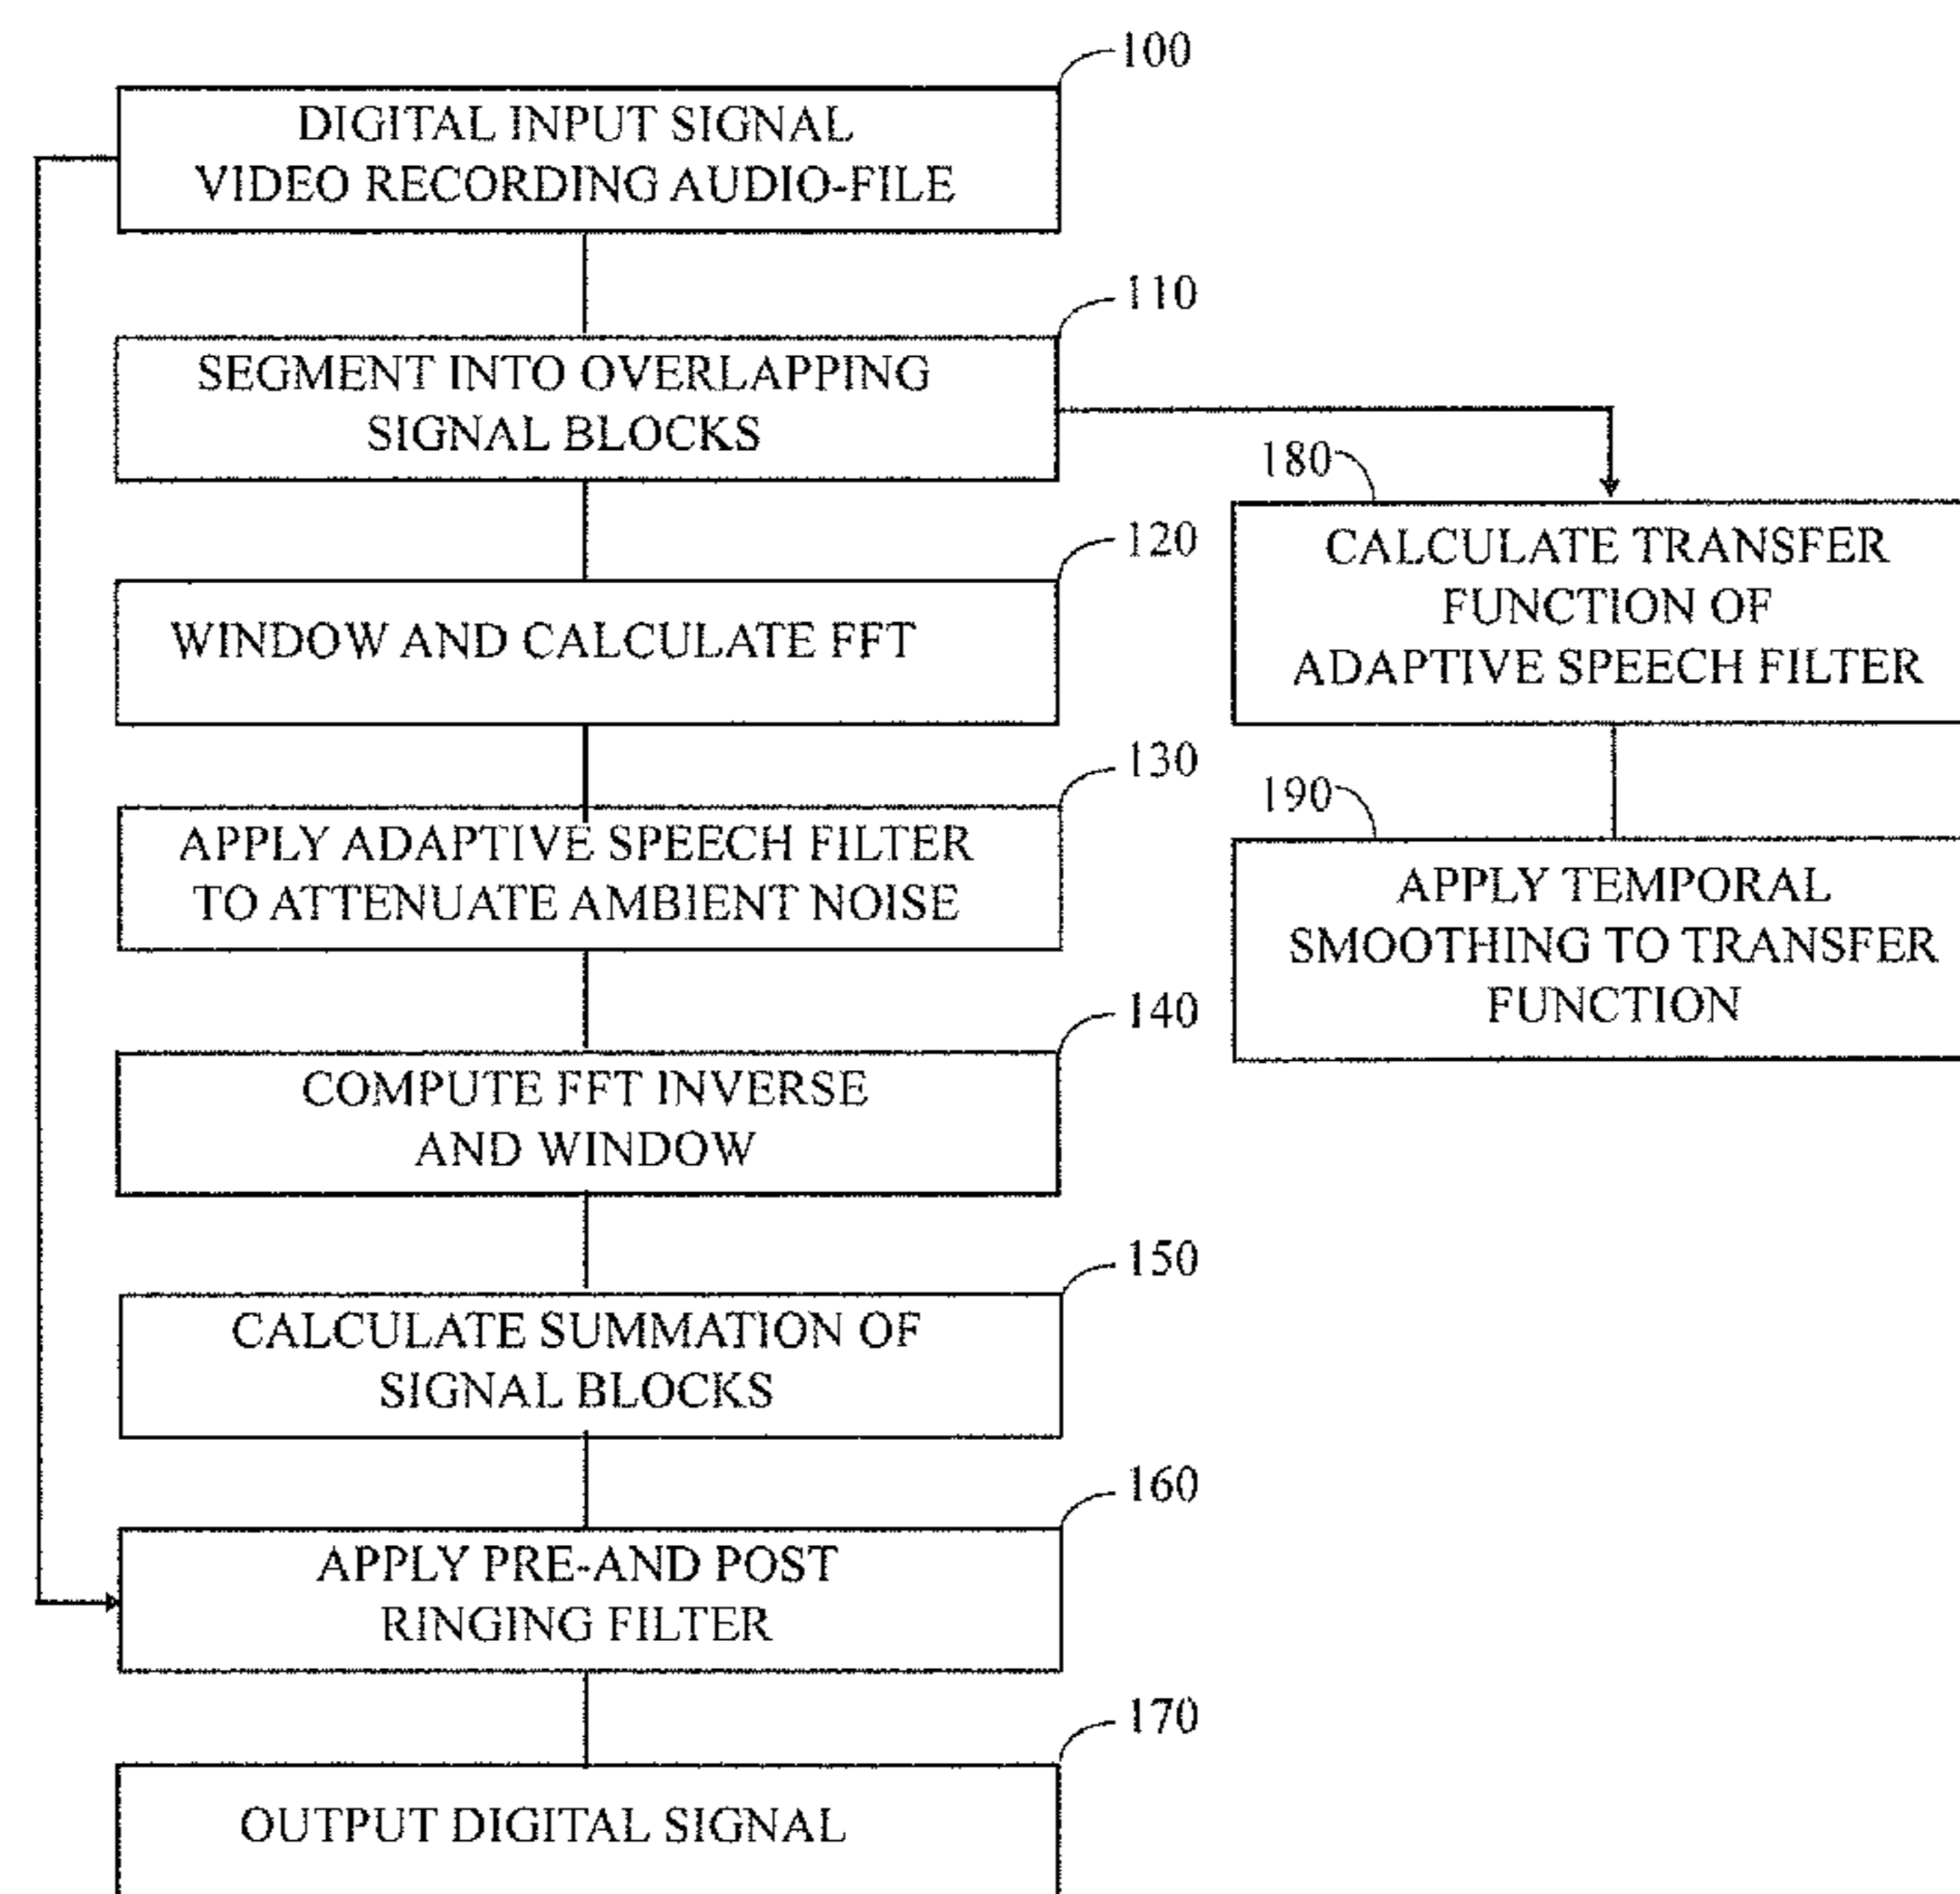 100
DIGITAL INPUT SIGNAL
VIDEO RECORDING AUDIO-FILE
110
SEGMENT INTO OVERLAPPING
SIGNAL BLOCKS
120
WINDOW AND CALCULATE FFT
130
APPLY ADAPTIVE SPEECH FILTER
TO ATTENUATE AMBIENT NOISE
140
COMPUTE FFT INVERSE
AND WINDOW
150
CALCULATE SUMMATION OF
SIGNAL BLOCKS
160
APPLY PRE-AND POST
RINGING FILTER
170
OUTPUT DIGITAL SIGNAL
180
CALCULATE TRANSFER
FUNCTION OF
ADAPTIVE SPEECH FILTER
190
APPLY TEMPORAL
SMOOTHING TO TRANSFER
FUNCTION